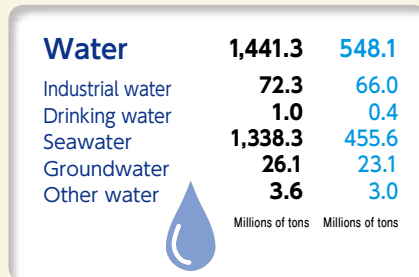 Water 1,441.3 548.1
Industrial water 72.3 66.0
Drinking water 1.0 0.4
Seawater 1,338.3 455.6
Groundwater 26.1 23.1
Other water 3.6 3.0
Millions of tons Millions of tons